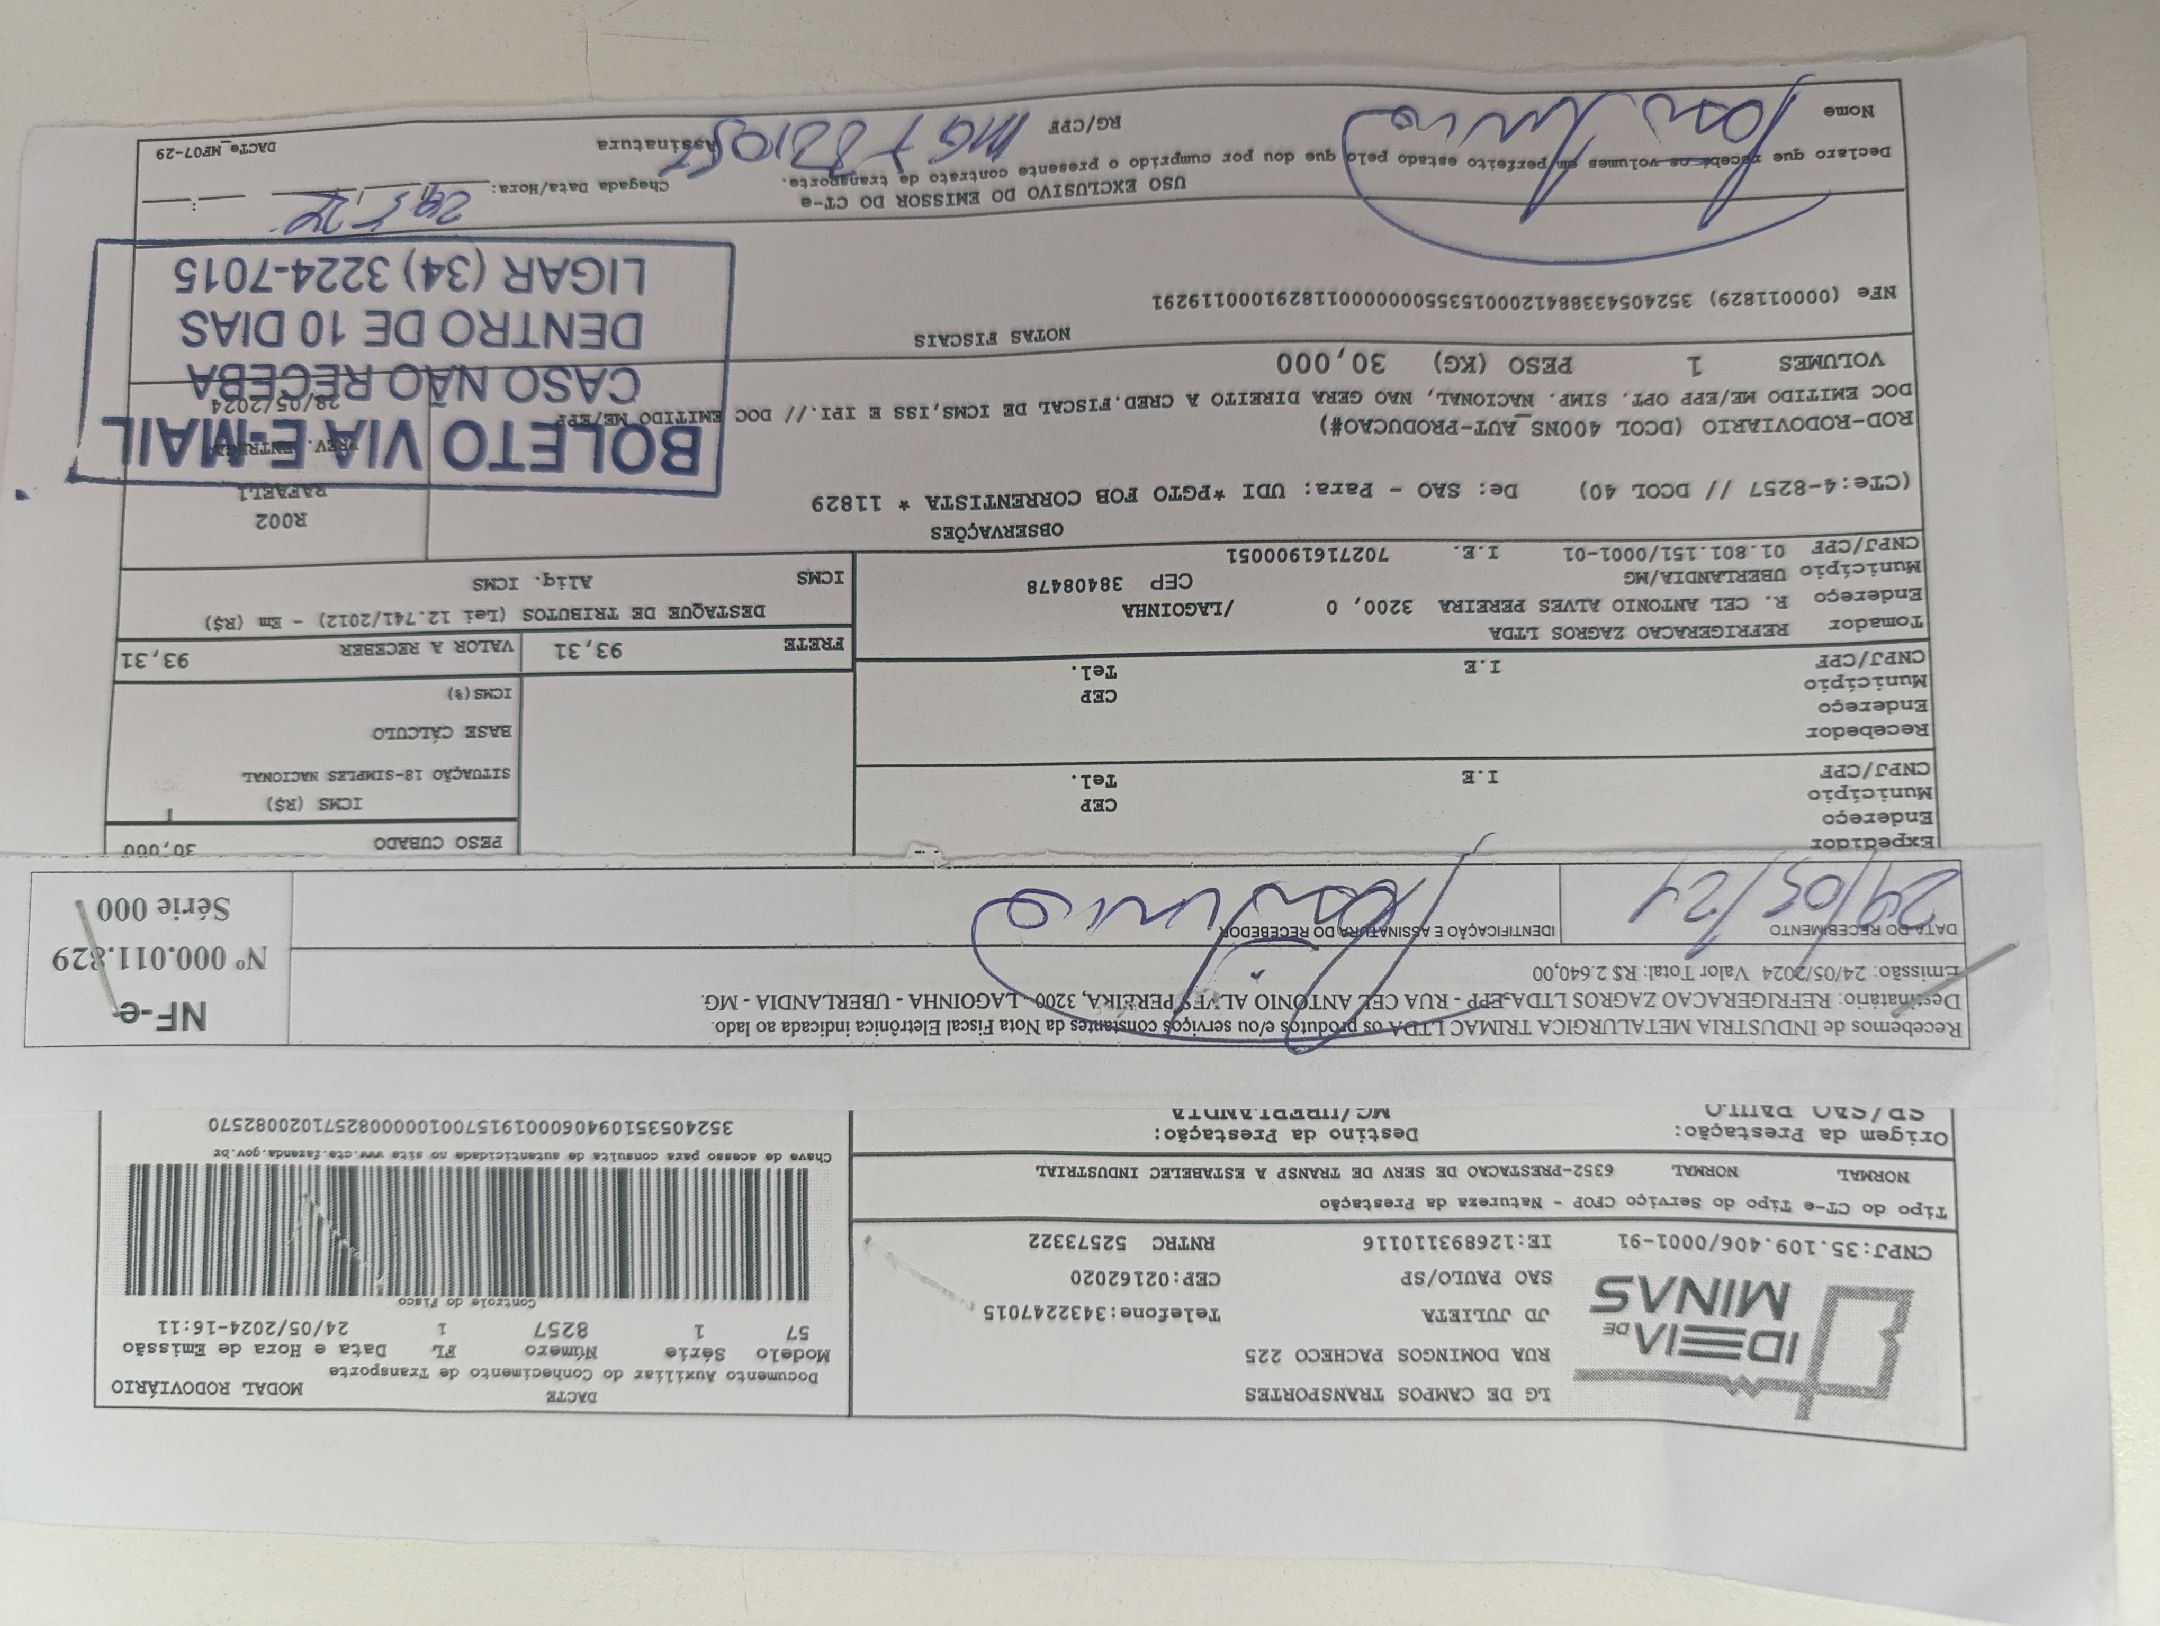 IDEIA DE MINAS
LG DE CAMPOS TRANSPORTES
RUA DOMINGOS PACHECO 225
JD JULIETA Telefone:3432247015
SAO PAULO/SP CEP:02162020
CNPJ:35.109.406/0001-91 IE:126893110116 RNTRC 52573322
DACTE
MODAL RODOVIÁRIO
Documento Auxiliar do Conhecimento de Transporte
Modelo Série Número FL Data e Hora de Emissão
57 1 8257 1 24/05/2024-16:11
Controle do Fisco
Chave de acesso para consulta de autenticidade no site www.cte.fazenda.gov.br
35240535109406000191570010000082571020082570
Tipo do CT-e Tipo do Serviço CFOP - Natureza da Prestação
NORMAL NORMAL 6352-PRESTACAO DE SERV DE TRANSP A ESTABELEC INDUSTRIAL
Origem da Prestação: Destino da Prestação:
SP/SAO PAULO MG/UBERLANDIA
Recebemos de INDUSTRIA METALURGICA TRIMAC LTDA os produtos e/ou serviços constantes da Nota Fiscal Eletrônica indicada ao lado.
Destinatário: REFRIGERACAO ZAGROS LTDA-EPP - RUA CEL ANTONIO ALVES PEREIRA, 3200 - LAGOINHA - UBERLANDIA - MG.
Emissão: 24/05/2024 Valor Total: R$ 2.640,00
DATA DO RECEBIMENTO
29/05/24
IDENTIFICAÇÃO E ASSINATURA DO RECEBEDOR
NF-e
Nº 000.011.829
Série 000
Expedidor
Endereço
Município CEP
CNPJ/CPF I.E Tel.
PESO CUBADO 30,000
ICMS (R$)
SITUAÇÃO 18-SIMPLES NACIONAL
BASE CÁLCULO
ICMS(%)
Recebedor
Endereço
Município CEP
CNPJ/CPF I.E Tel.
FRETE 93,31 VALOR A RECEBER 93,31
Tomador REFRIGERACAO ZAGROS LTDA
Endereço R. CEL ANTONIO ALVES PEREIRA 3200, 0 /LAGOINHA
Município UBERLANDIA/MG CEP 38408478
CNPJ/CPF 01.801.151/0001-01 I.E. 7027161900051
DESTAQUE DE TRIBUTOS (Lei 12.741/2012) - Em (R$)
ICMS Aliq. ICMS
OBSERVAÇÕES
(CTe:4-8257 // DCOL 40) De: SAO - Para: UDI *PGTO FOB CORRENTISTA * 11829
ROD-RODOVIARIO (DCOL 400NS_AUT-PRODUCAO#)
DOC EMITIDO ME/EPP OPT. SIMP. NACIONAL, NAO GERA DIREITO A CRED.FISCAL DE ICMS,ISS E IPI.// DOC EMITIDO ME/EPP
R002
RAFAEL1
PREV. ENTREGA
28/05/2024
BOLETO VIA E-MAIL
CASO NÃO RECEBA
DENTRO DE 10 DIAS
LIGAR (34) 3224-7015
VOLUMES 1 PESO (KG) 30,000
NOTAS FISCAIS
NFe (000011829) 35240543388412000153550000000118291000119291
USO EXCLUSIVO DO EMISSOR DO CT-e
Declaro que recebi os volumes em perfeito estado pelo que dou por cumprido o presente contrato de transporte.
Chegada Data/Hora:
Nome RG/CPF Assinatura
DACTe_MF07-29